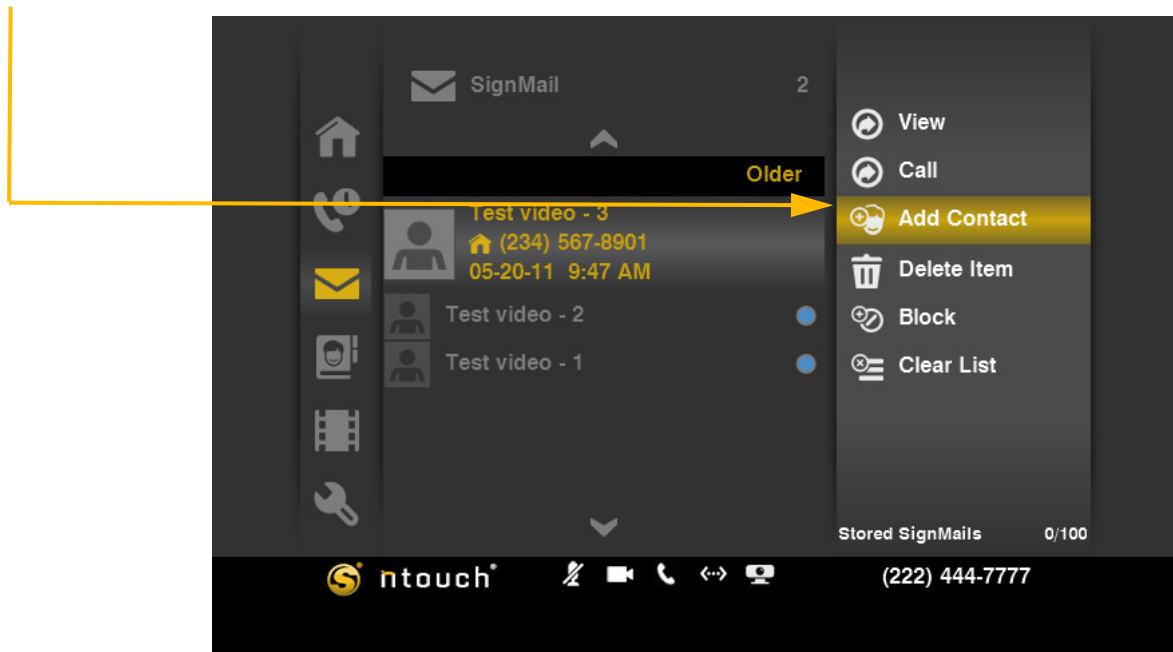 SignMail 2
Older
Test video - 3
(234) 567-8901
05-20-11 9:47 AM
Test video - 2
Test video - 1
View
Call
Add Contact
Delete Item
Block
Clear List
Stored SignMails 0/100
S ntouch (222) 444-7777